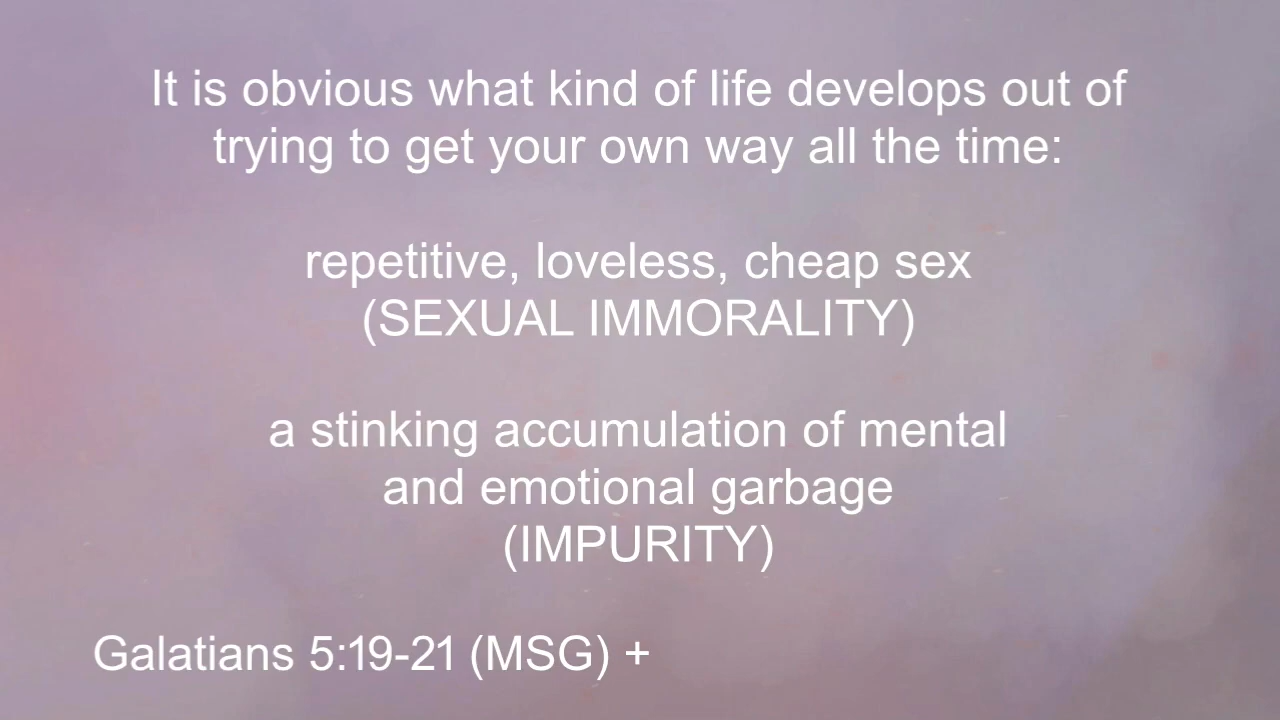 It is obvious what kind of life develops out of
trying to get your own way all the time:
repetitive, loveless, cheap sex
(SEXUAL IMMORALITY)
a stinking accumulation of mental
and emotional garbage
(IMPURITY)
Galatians 5:19-21 (MSG) +